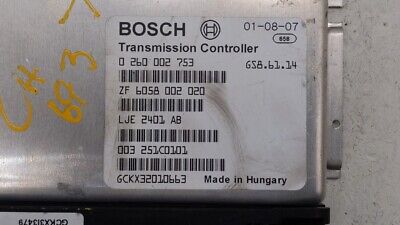 BOSCH 01-08-07
Transmission Controller 658
0 260 002 753 GS8.61.14
ZF 6058 002 020
LJE 2401 AB
003 251C0101
GCKX32010663 Made in Hungary
GCKX313479